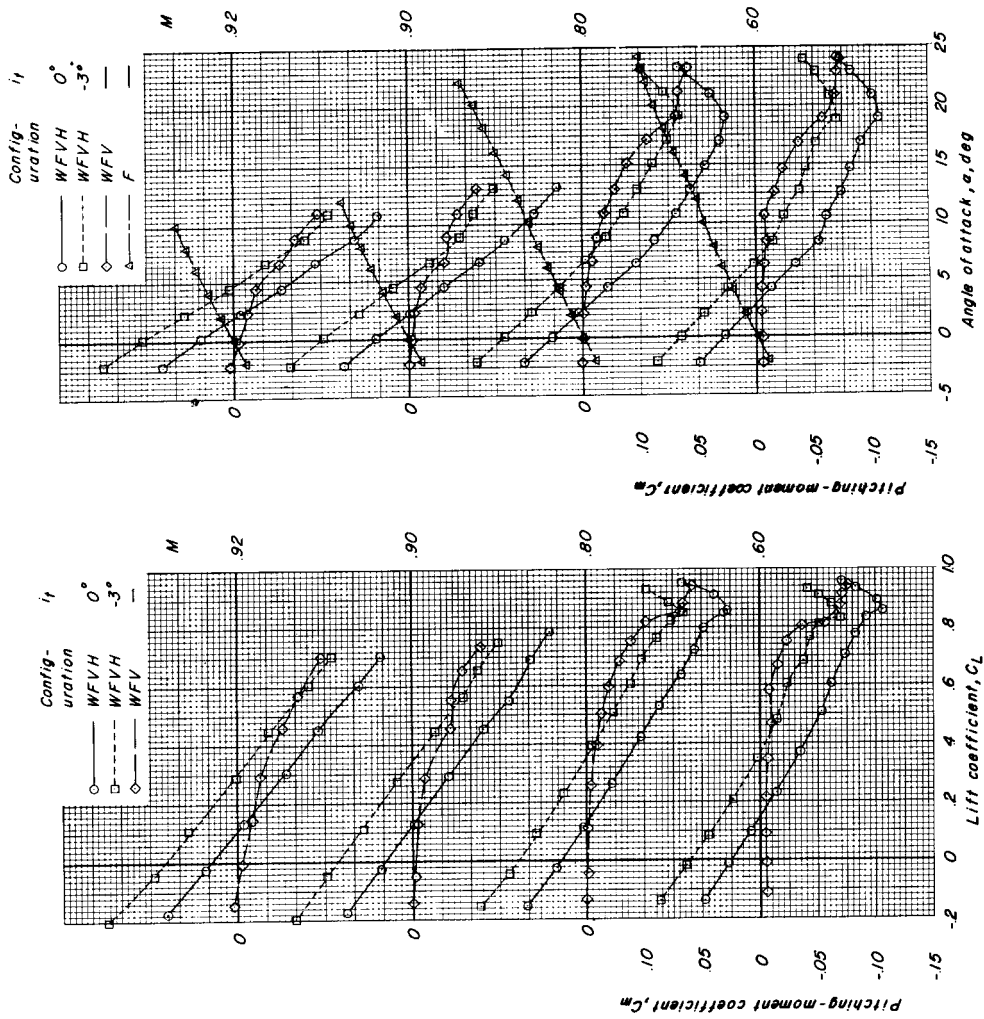 Config-
uration
i_t
WFVH 0°
WFVH -3°
WFV —
M
.92
.90
.80
.60
0
0
0
.10
.05
0
-.05
-.10
-.15
Pitching-moment coefficient, C_m
-.2 0 .2 .4 .6 .8 1.0
Lift coefficient, C_L
Config-
uration
i_t
WFVH 0°
WFVH -3°
WFV —
F —
M
.92
.90
.80
.60
0
0
0
.10
.05
0
-.05
-.10
-.15
Pitching-moment coefficient, C_m
-5 0 5 10 15 20 25
Angle of attack, α, deg